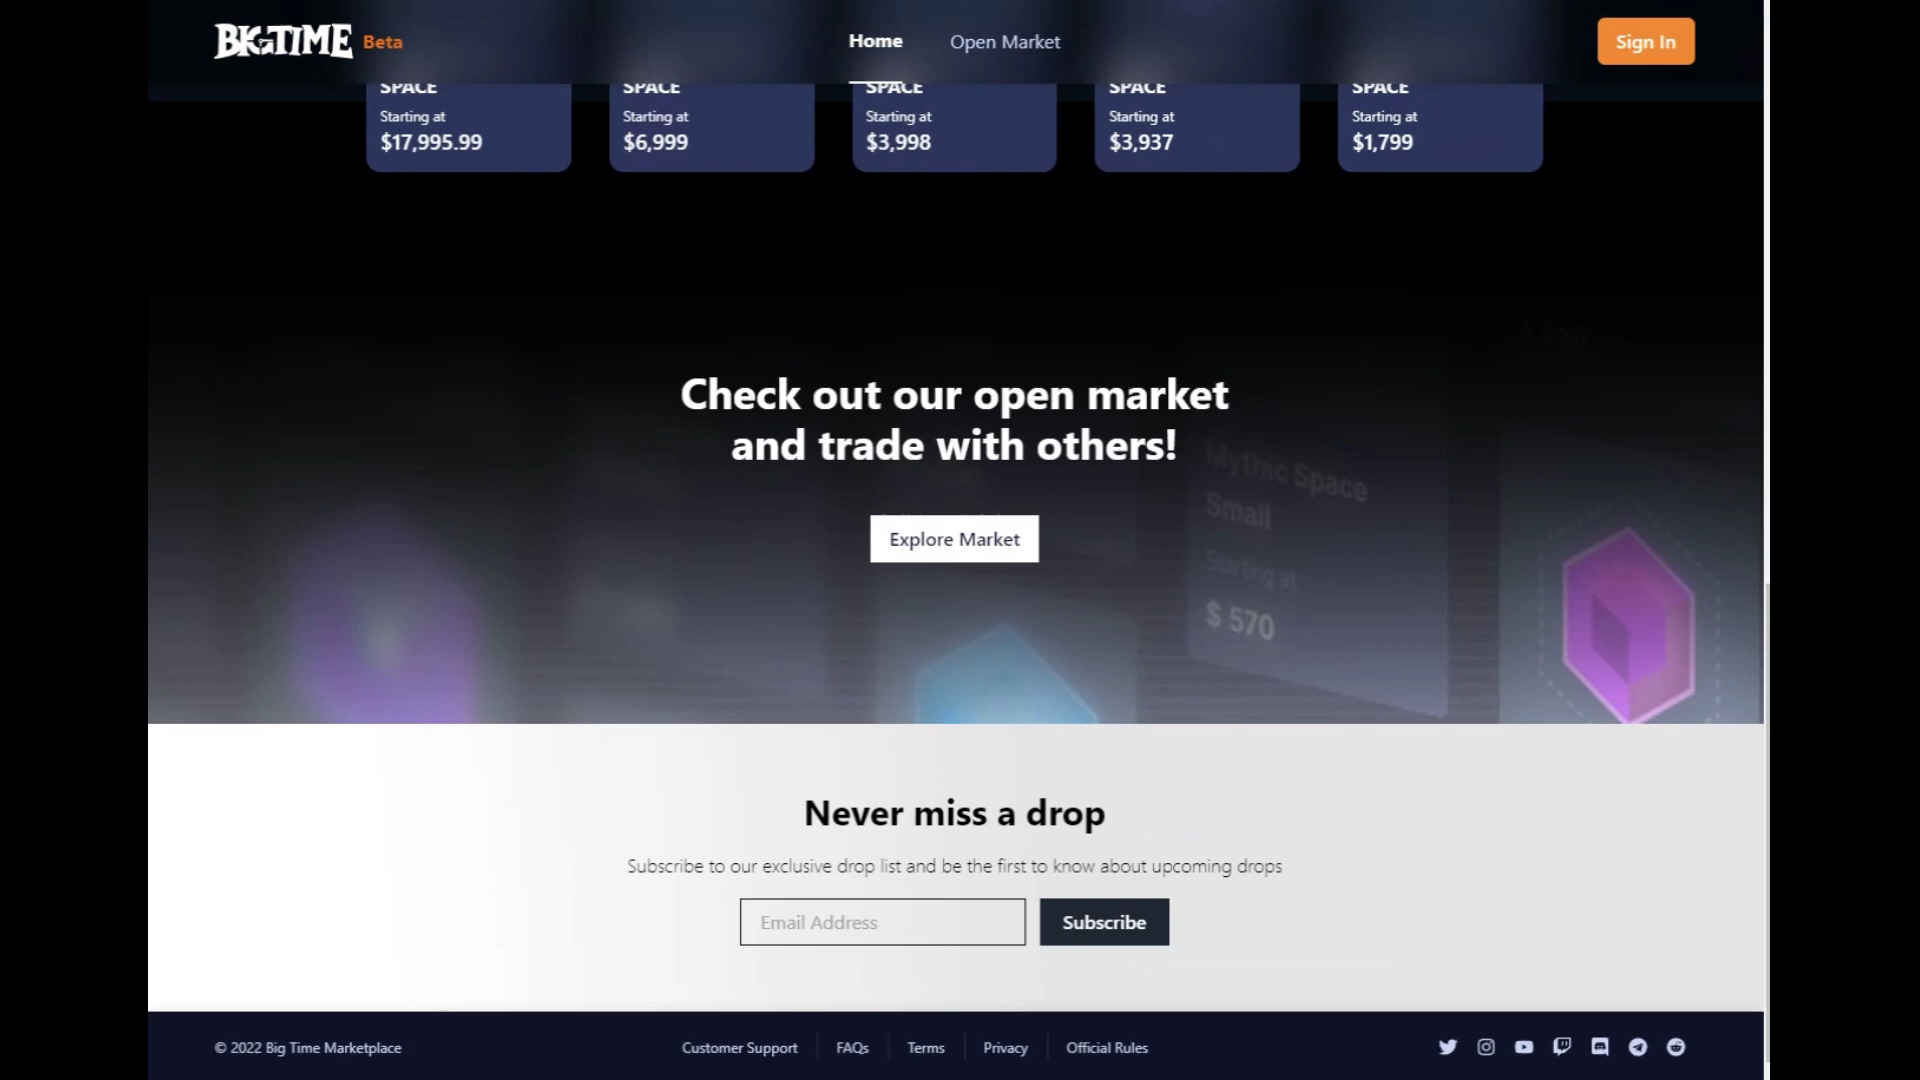 BIGTIME Beta
Home
Open Market
Sign In
SPACE
Starting at
$17,995.99
SPACE
Starting at
$6,999
SPACE
Starting at
$3,998
SPACE
Starting at
$3,937
SPACE
Starting at
$1,799
Check out our open market
and trade with others!
Explore Market
Mythic Space
Small
Starting at
$ 570
Never miss a drop
Subscribe to our exclusive drop list and be the first to know about upcoming drops
Email Address
Subscribe
© 2022 Big Time Marketplace
Customer Support
FAQs
Terms
Privacy
Official Rules